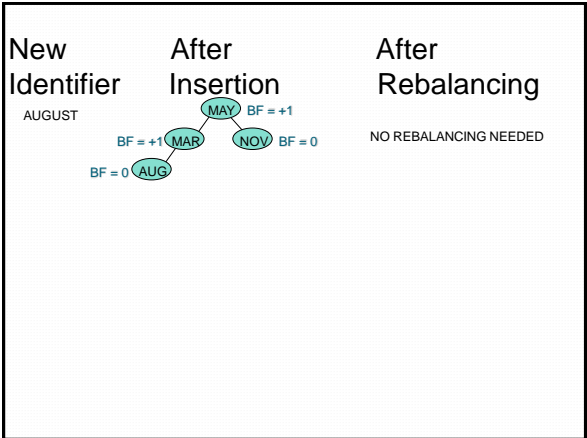 New Identifier
After Insertion
After Rebalancing
AUGUST
MAY BF = +1
BF = +1 MAR NOV BF = 0
NO REBALANCING NEEDED
BF = 0 AUG